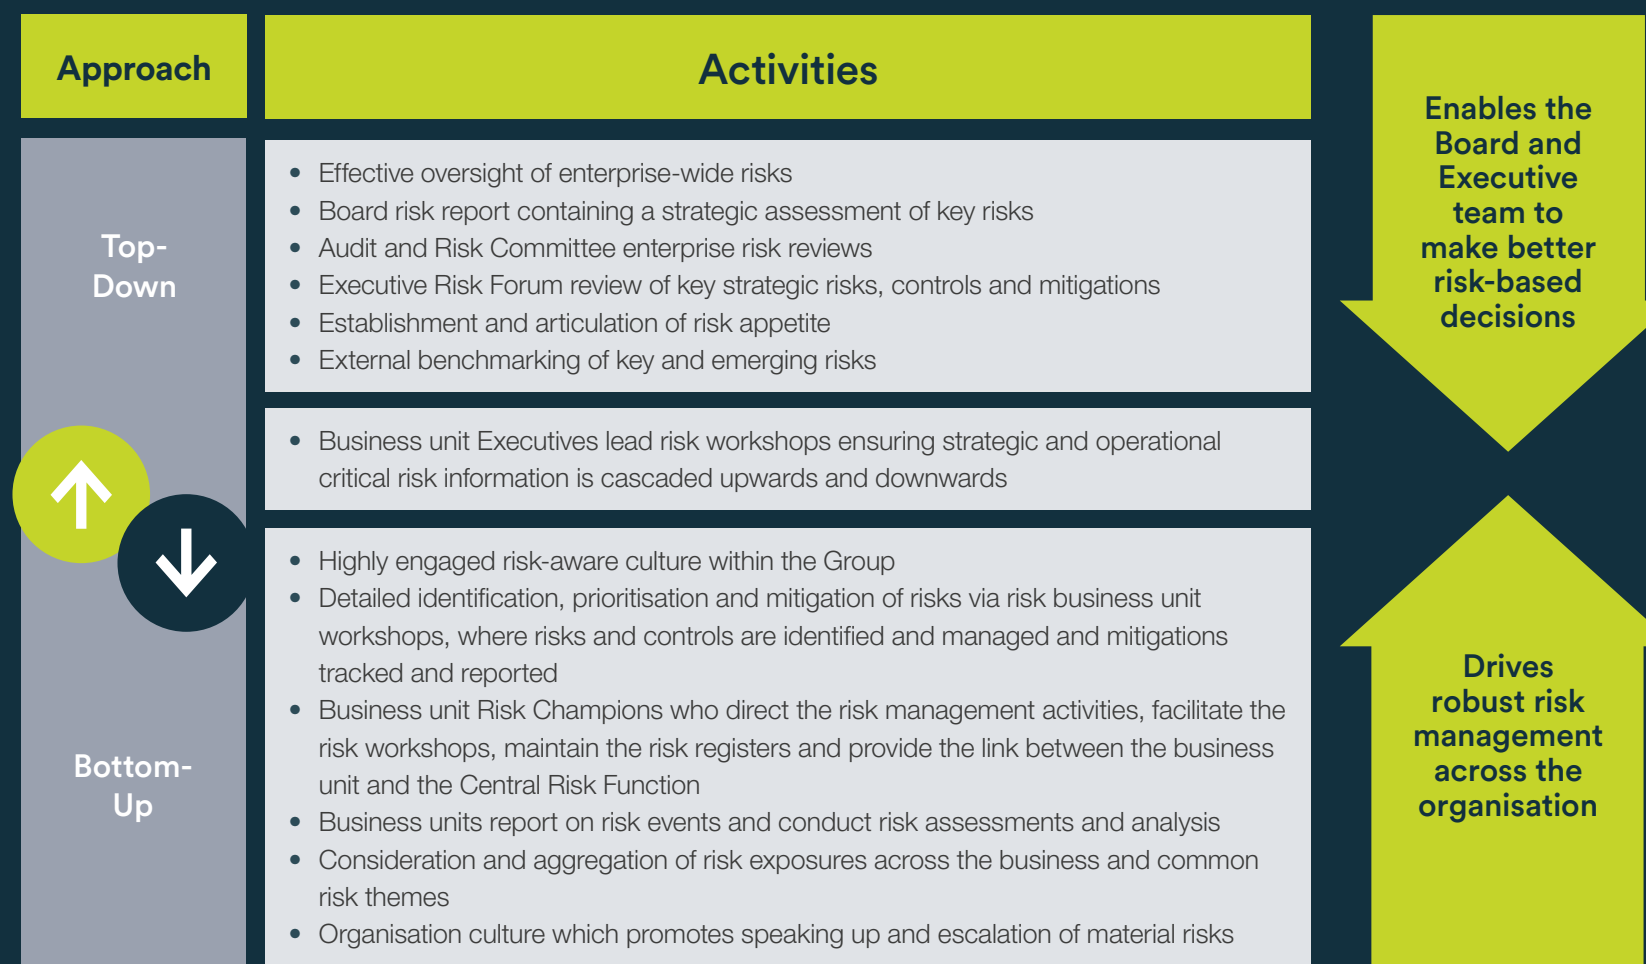 Approach
Activities
Top-
Down
• Effective oversight of enterprise-wide risks
• Board risk report containing a strategic assessment of key risks
• Audit and Risk Committee enterprise risk reviews
• Executive Risk Forum review of key strategic risks, controls and mitigations
• Establishment and articulation of risk appetite
• External benchmarking of key and emerging risks
• Business unit Executives lead risk workshops ensuring strategic and operational
critical risk information is cascaded upwards and downwards
Bottom-
Up
• Highly engaged risk-aware culture within the Group
• Detailed identification, prioritisation and mitigation of risks via risk business unit
workshops, where risks and controls are identified and managed and mitigations
tracked and reported
• Business unit Risk Champions who direct the risk management activities, facilitate the
risk workshops, maintain the risk registers and provide the link between the business
unit and the Central Risk Function
• Business units report on risk events and conduct risk assessments and analysis
• Consideration and aggregation of risk exposures across the business and common
risk themes
• Organisation culture which promotes speaking up and escalation of material risks
Enables the
Board and
Executive
team to
make better
risk-based
decisions
Drives
robust risk
management
across the
organisation